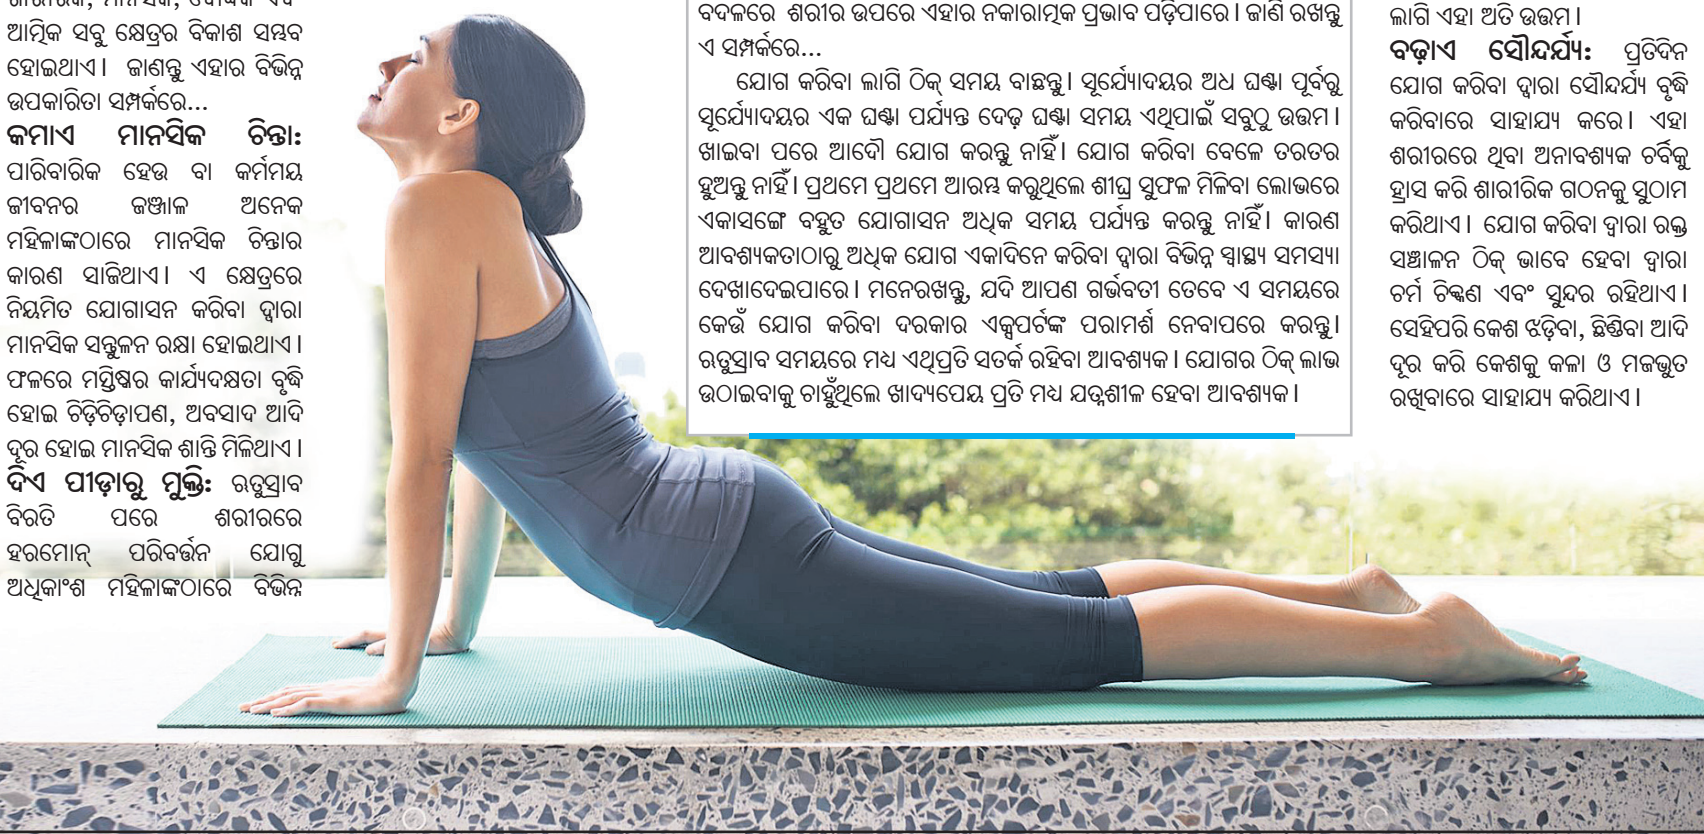 ଆତ୍ମିକ ସବୁ କ୍ଷେତ୍ରର ବିକାଶ ସମ୍ଭବ
ହୋଇଥାଏ। ଜାଣନ୍ତୁ ଏହାର ବିଭିନ୍ନ
ଉପକାରିତା ସମ୍ପର୍କରେ...
କମାଏ ମାନସିକ ଚିନ୍ତା:
ପାରିବାରିକ ହେଉ ବା କର୍ମମୟ
ଜୀବନର ଜଞ୍ଜାଳ ଅନେକ
ମହିଳାଙ୍କଠାରେ ମାନସିକ ଚିନ୍ତାର
କାରଣ ସାଜିଥାଏ। ଏ କ୍ଷେତ୍ରରେ
ନିୟମିତ ଯୋଗାସନ କରିବା ଦ୍ୱାରା
ମାନସିକ ସନ୍ତୁଳନ ରକ୍ଷା ହୋଇଥାଏ।
ଫଳରେ ମସ୍ତିଷ୍କର କାର୍ଯ୍ୟଦକ୍ଷତା ବୃଦ୍ଧି
ହୋଇ ଚିଡ଼ିଚିଡ଼ାପଣ, ଅବସାଦ ଆଦି
ଦୂର ହୋଇ ମାନସିକ ଶାନ୍ତି ମିଳିଥାଏ।
ଦିଏ ପୀଡ଼ାରୁ ମୁକ୍ତି: ଋତୁସ୍ରାବ
ବିରତି ପରେ ଶରୀରରେ
ହରମୋନ୍ ପରିବର୍ତ୍ତନ ଯୋଗୁ
ଅଧିକାଂଶ ମହିଳାଙ୍କଠାରେ ବିଭିନ୍ନ
ବଦଳରେ ଶରୀର ଉପରେ ଏହାର ନକାରାତ୍ମକ ପ୍ରଭାବ ପଡ଼ିପାରେ। ଜାଣି ରଖନ୍ତୁ
ଏ ସମ୍ପର୍କରେ...
ଯୋଗ କରିବା ଲାଗି ଠିକ୍ ସମୟ ବାଛନ୍ତୁ। ସୂର୍ଯ୍ୟୋଦୟର ଅଧ ଘଣ୍ଟା ପୂର୍ବରୁ
ସୂର୍ଯ୍ୟୋଦୟର ଏକ ଘଣ୍ଟା ପର୍ଯ୍ୟନ୍ତ ଦେଢ଼ ଘଣ୍ଟା ସମୟ ଏଥିପାଇଁ ସବୁଠୁ ଉତ୍ତମ।
ଖାଇବା ପରେ ଆଦୌ ଯୋଗ କରନ୍ତୁ ନାହିଁ। ଯୋଗ କରିବା ବେଳେ ତରତର
ହୁଅନ୍ତୁ ନାହିଁ। ପ୍ରଥମେ ପ୍ରଥମେ ଆରମ୍ଭ କରୁଥିଲେ ଶୀଘ୍ର ସୁଫଳ ମିଳିବା ଲୋଭରେ
ଏକାସଙ୍ଗେ ବହୁତ ଯୋଗାସନ ଅଧିକ ସମୟ ପର୍ଯ୍ୟନ୍ତ କରନ୍ତୁ ନାହିଁ। କାରଣ
ଆବଶ୍ୟକତାଠାରୁ ଅଧିକ ଯୋଗ ଏକାଦିନେ କରିବା ଦ୍ୱାରା ବିଭିନ୍ନ ସ୍ୱାସ୍ଥ୍ୟ ସମସ୍ୟା
ଦେଖାଦେଇପାରେ। ମନେରଖନ୍ତୁ, ଯଦି ଆପଣ ଗର୍ଭବତୀ ତେବେ ଏ ସମୟରେ
କେଉଁ ଯୋଗ କରିବା ଦରକାର ଏକ୍ସପର୍ଟଙ୍କ ପରାମର୍ଶ ନେବାପରେ କରନ୍ତୁ।
ଋତୁସ୍ରାବ ସମୟରେ ମଧ୍ୟ ଏଥିପ୍ରତି ସତର୍କ ରହିବା ଆବଶ୍ୟକ। ଯୋଗର ଠିକ୍ ଲାଭ
ଉଠାଇବାକୁ ଚାହୁଁଥିଲେ ଖାଦ୍ୟପେୟ ପ୍ରତି ମଧ୍ୟ ଯତ୍ନଶୀଳ ହେବା ଆବଶ୍ୟକ।
ଲାଗି ଏହା ଅତି ଉତ୍ତମ।
ବଢ଼ାଏ ସୌନ୍ଦର୍ଯ୍ୟ: ପ୍ରତିଦିନ
ଯୋଗ କରିବା ଦ୍ୱାରା ସୌନ୍ଦର୍ଯ୍ୟ ବୃଦ୍ଧି
କରିବାରେ ସାହାଯ୍ୟ କରେ। ଏହା
ଶରୀରରେ ଥିବା ଅନାବଶ୍ୟକ ଚର୍ବିକୁ
ହ୍ରାସ କରି ଶାରୀରିକ ଗଠନକୁ ସୁଠାମ
କରିଥାଏ। ଯୋଗ କରିବା ଦ୍ୱାରା ରକ୍ତ
ସଞ୍ଚାଳନ ଠିକ୍ ଭାବେ ହେବା ଦ୍ୱାରା
ଚର୍ମ ଚିକ୍କଣ ଏବଂ ସୁନ୍ଦର ରହିଥାଏ।
ସେହିପରି କେଶ ଝଡ଼ିବା, ଛିଣ୍ଡିବା ଆଦି
ଦୂର କରି କେଶକୁ କଳା ଓ ମଜଭୁତ
ରଖିବାରେ ସାହାଯ୍ୟ କରିଥାଏ।